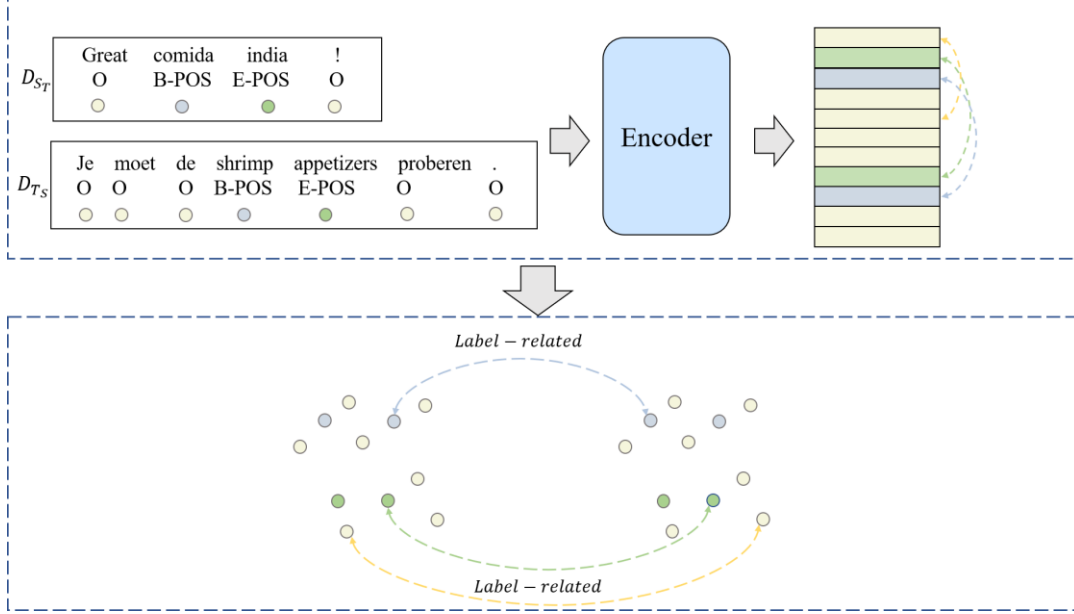 D_{S_T}
Great comida india !
O B-POS E-POS O
D_{T_S}
Je moet de shrimp appetizers proberen .
O O O B-POS E-POS O O
Encoder
Label − related
Label − related